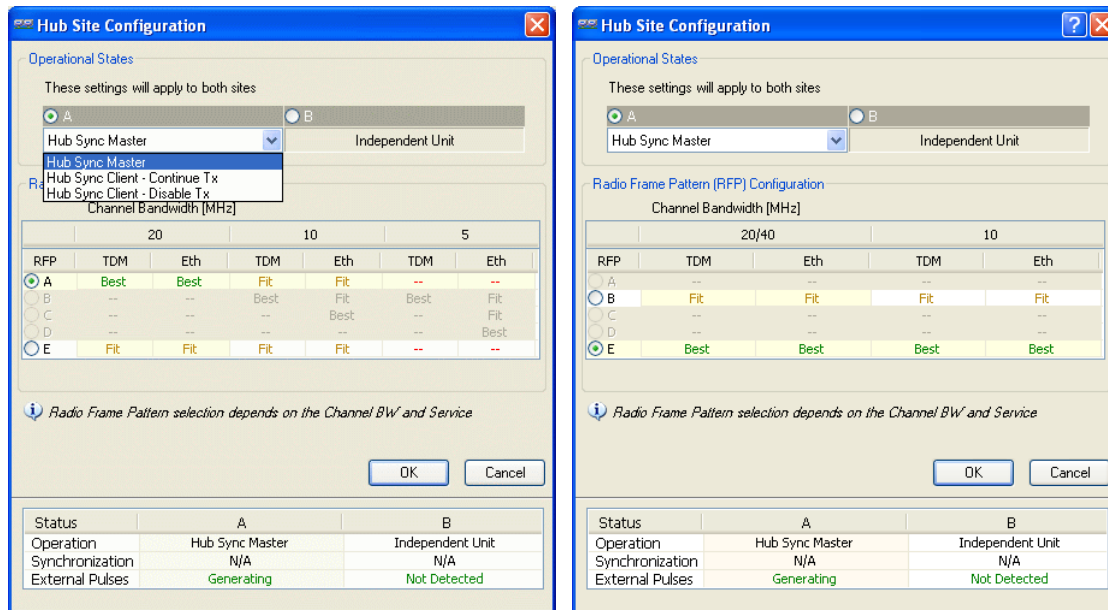 Hub Site Configuration
Operational States
These settings will apply to both sites
A B
Hub Sync Master Independent Unit
Hub Sync Master
Hub Sync Client - Continue Tx
Hub Sync Client - Disable Tx
Ra
Channel Bandwidth [MHz]
20 10 5
RFP TDM Eth TDM Eth TDM Eth
A Best Best Fit Fit -- --
B -- -- Best Fit Best Fit
C -- -- -- Best -- Fit
D -- -- -- -- -- Best
E Fit Fit Fit Fit -- --
Radio Frame Pattern selection depends on the Channel BW and Service
OK Cancel
Status A B
Operation Hub Sync Master Independent Unit
Synchronization N/A N/A
External Pulses Generating Not Detected
Hub Site Configuration
Operational States
These settings will apply to both sites
A B
Hub Sync Master Independent Unit
Radio Frame Pattern (RFP) Configuration
Channel Bandwidth [MHz]
20/40 10
RFP TDM Eth TDM Eth
A -- -- -- --
B Fit Fit Fit Fit
C -- -- -- --
D -- -- -- --
E Best Best Best Best
Radio Frame Pattern selection depends on the Channel BW and Service
OK Cancel
Status A B
Operation Hub Sync Master Independent Unit
Synchronization N/A N/A
External Pulses Generating Not Detected